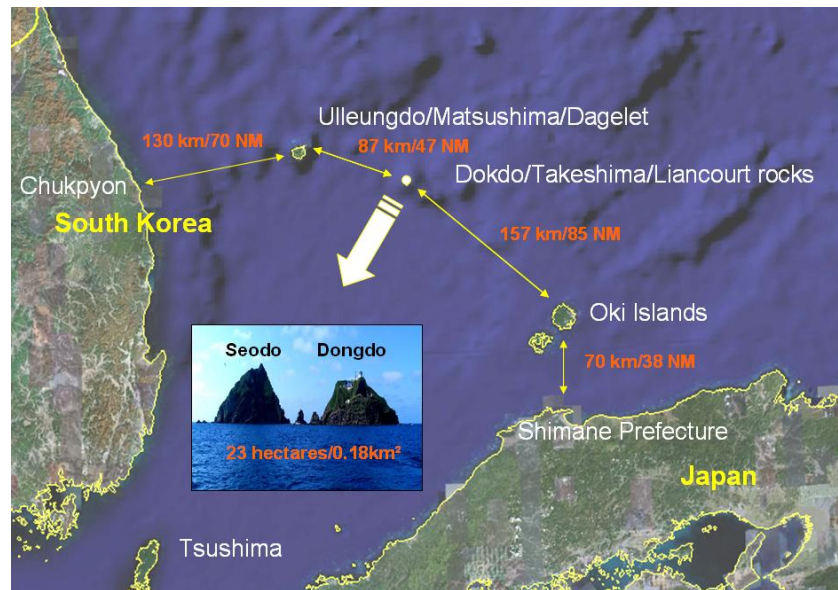 Ulleungdo/Matsushima/Dagelet
130 km/70 NM
87 km/47 NM
Chukpyon
Dokdo/Takeshima/Liancourt rocks
South Korea
157 km/85 NM
Oki Islands
Seodo
Dongdo
70 km/38 NM
Shimane Prefecture
23 hectares/0.18km²
Japan
Tsushima